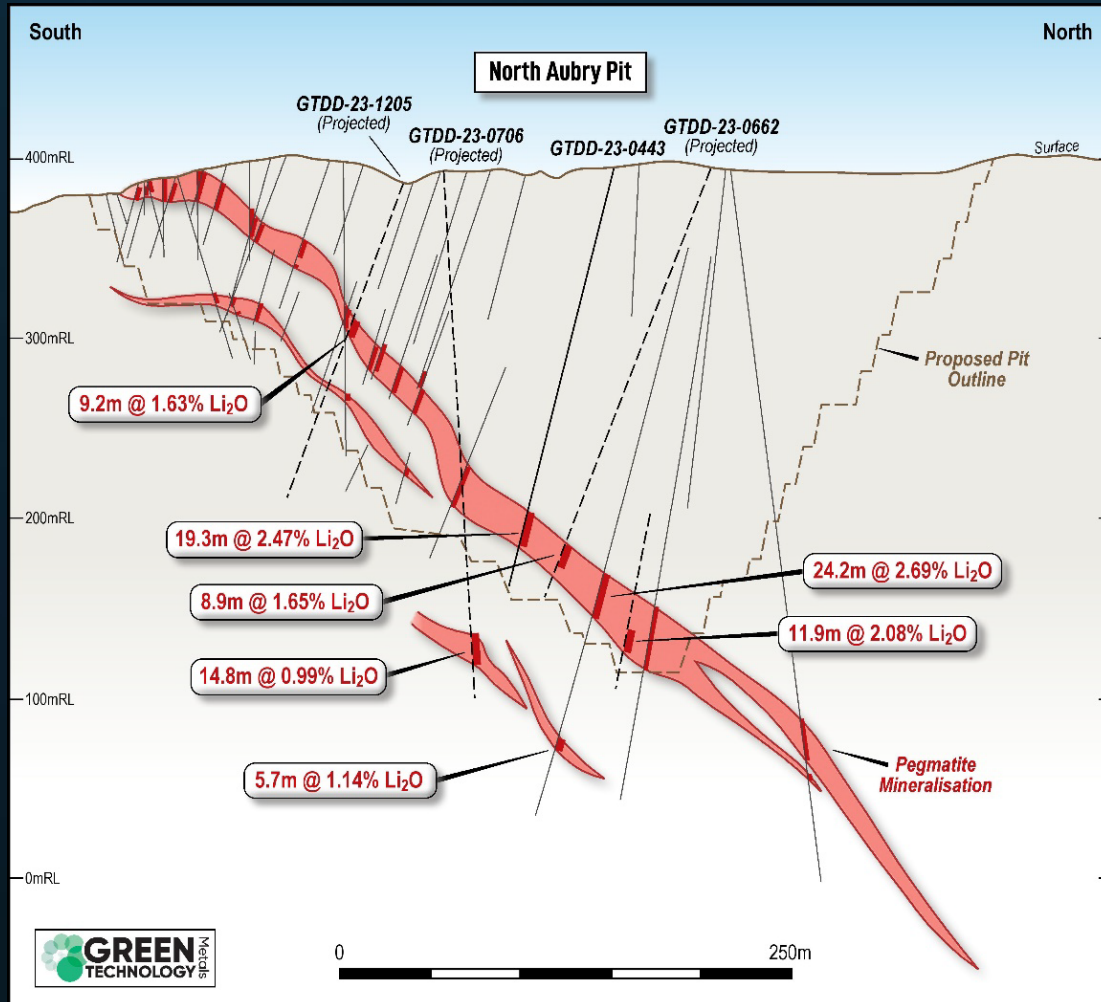 South
North
North Aubry Pit
GTDD-23-1205
(Projected)
GTDD-23-0706
(Projected)
GTDD-23-0443
GTDD-23-0662
(Projected)
400mRL
Surface
300mRL
Proposed Pit
Outline
9.2m @ 1.63% Li₂O
200mRL
19.3m @ 2.47% Li₂O
24.2m @ 2.69% Li₂O
8.9m @ 1.65% Li₂O
11.9m @ 2.08% Li₂O
14.8m @ 0.99% Li₂O
100mRL
5.7m @ 1.14% Li₂O
Pegmatite
Mineralisation
0mRL
GREEN
TECHNOLOGY
Metals
0
250m